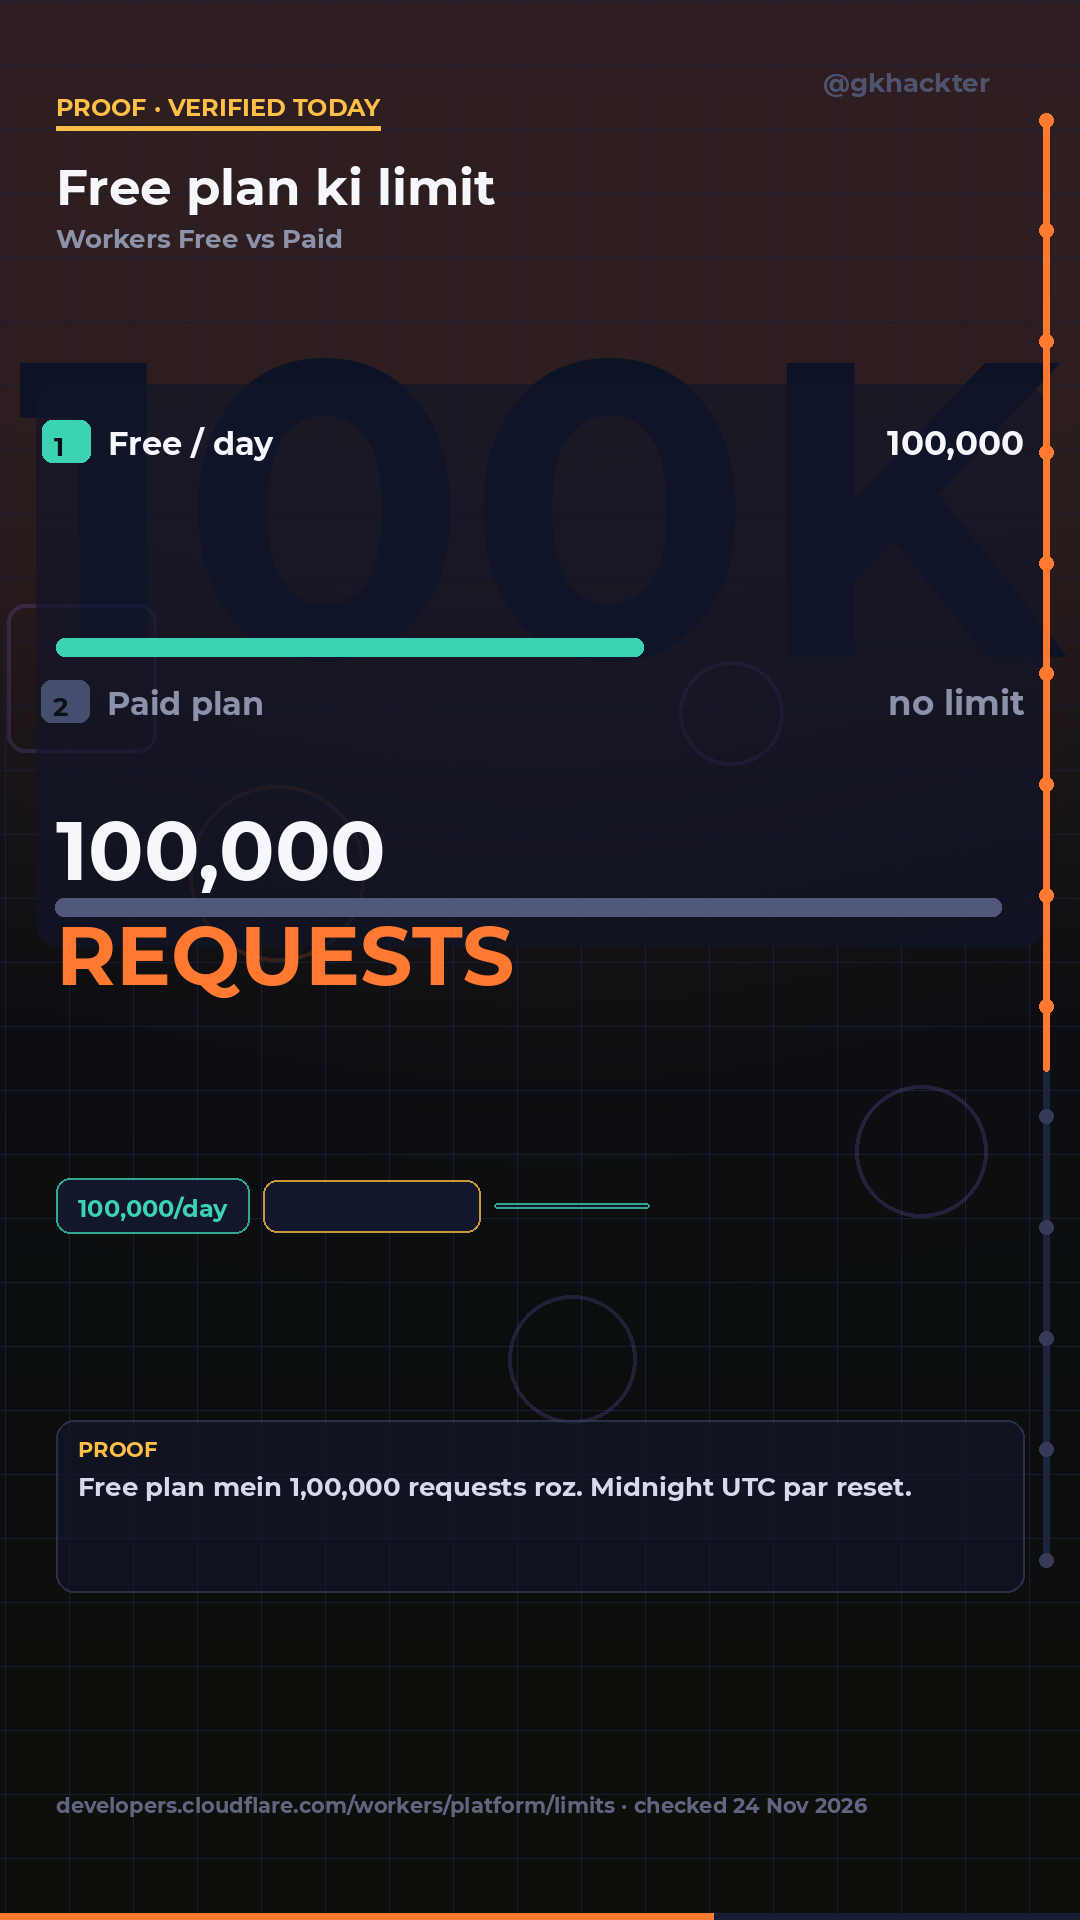 @gkhackter
PROOF · VERIFIED TODAY
Free plan ki limit
Workers Free vs Paid
100K
1 Free / day 100,000
2 Paid plan no limit
100,000
REQUESTS
100,000/day
PROOF
Free plan mein 1,00,000 requests roz. Midnight UTC par reset.
developers.cloudflare.com/workers/platform/limits · checked 24 Nov 2026